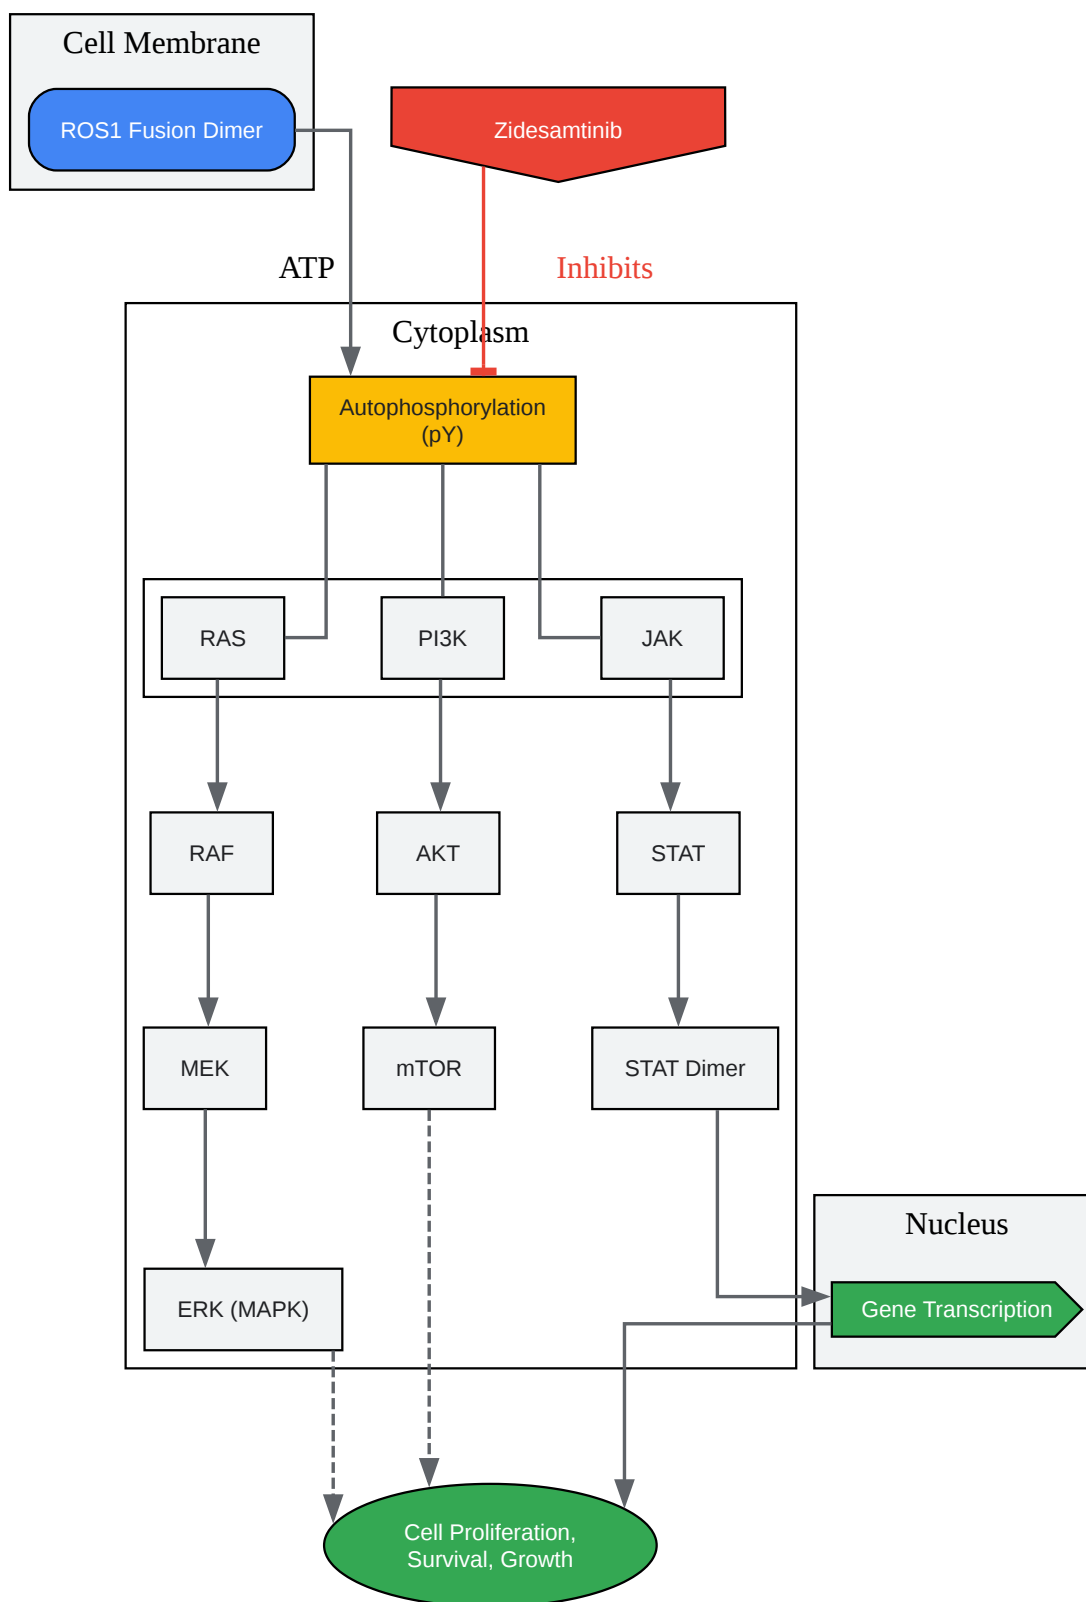 Cell Membrane
ROS1 Fusion Dimer
Zidesamtinib
ATP
Inhibits
Cytoplasm
Autophosphorylation
(pY)
RAS
PI3K
JAK
RAF
AKT
STAT
MEK
mTOR
STAT Dimer
Nucleus
ERK (MAPK)
Gene Transcription
Cell Proliferation,
Survival, Growth